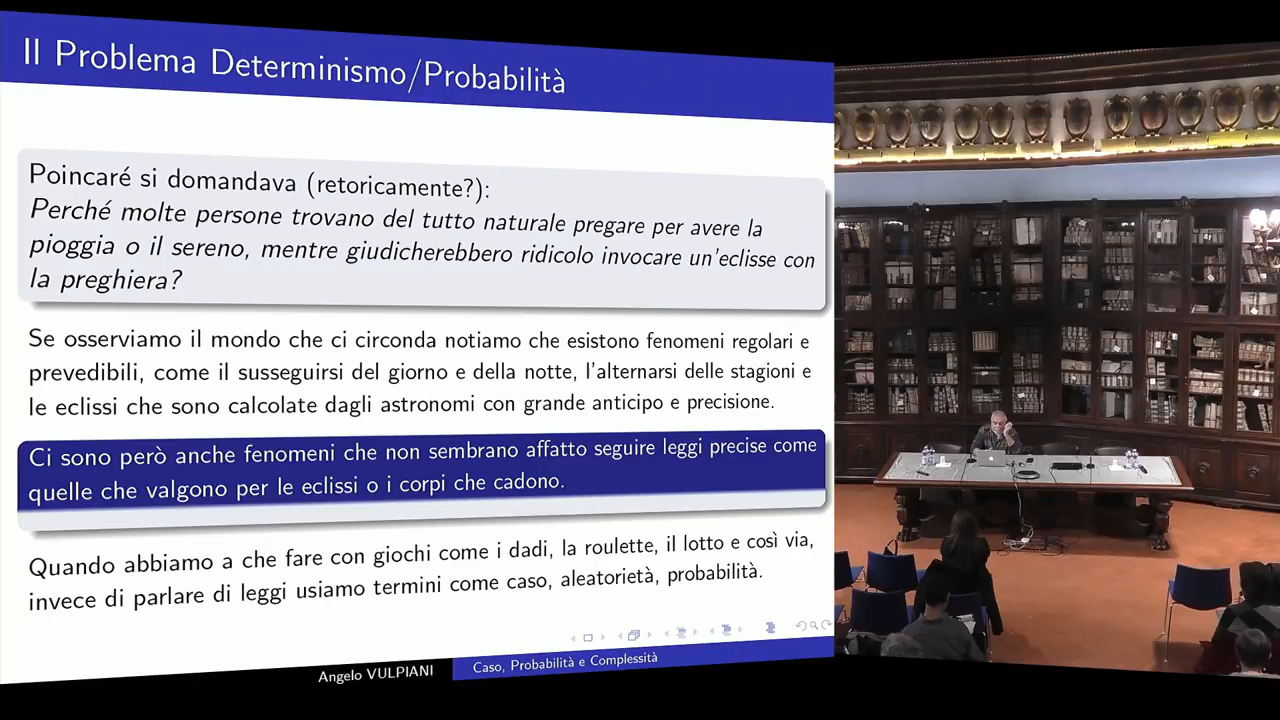 Il Problema Determinismo/Probabilità
Poincaré si domandava (retoricamente?):
Perché molte persone trovano del tutto naturale pregare per avere la
pioggia o il sereno, mentre giudicherebbero ridicolo invocare un'eclisse con
la preghiera?
Se osserviamo il mondo che ci circonda notiamo che esistono fenomeni regolari e
prevedibili, come il susseguirsi del giorno e della notte, l'alternarsi delle stagioni e
le eclissi che sono calcolate dagli astronomi con grande anticipo e precisione.
Ci sono però anche fenomeni che non sembrano affatto seguire leggi precise come
quelle che valgono per le eclissi o i corpi che cadono.
Quando abbiamo a che fare con giochi come i dadi, la roulette, il lotto e così via,
invece di parlare di leggi usiamo termini come caso, aleatorietà, probabilità.
Angelo VULPIANI
Caso, Probabilità e Complessità